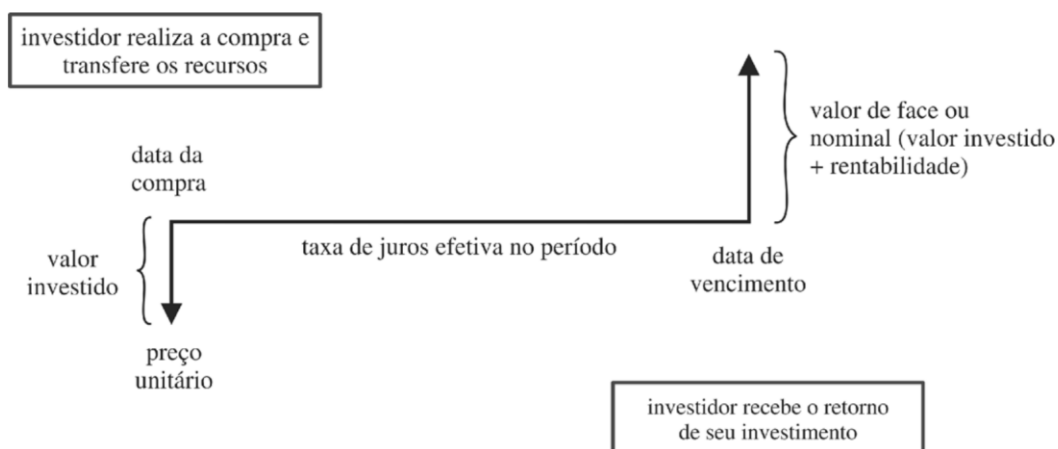 investidor realiza a compra e
transfere os recursos
data da
compra
valor
investido
preço
unitário
taxa de juros efetiva no período
valor de face ou
nominal (valor investido
+ rentabilidade)
data de
vencimento
investidor recebe o retorno
de seu investimento